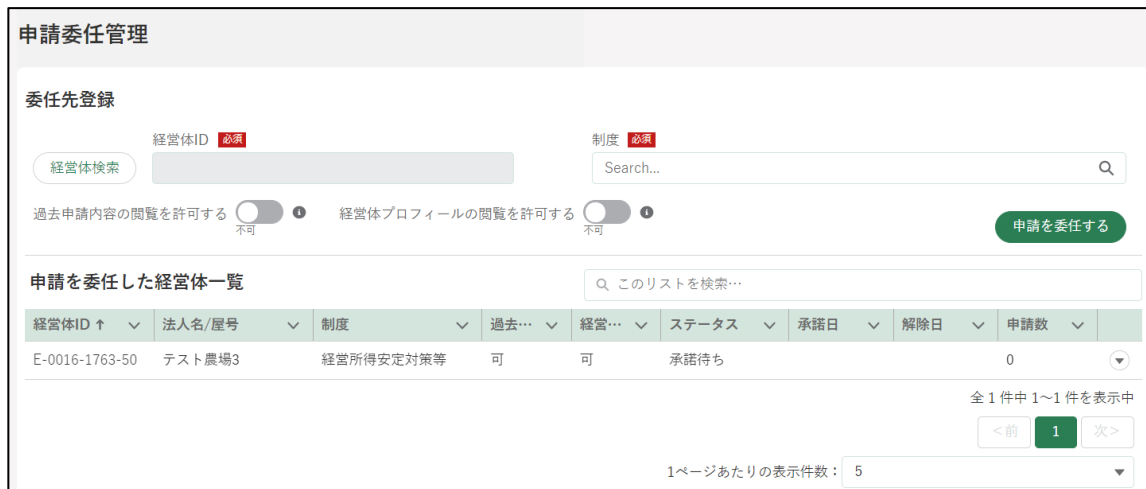 申請委任管理
委任先登録
経営体ID 必須 制度 必須
経営体検索 Search...
過去申請内容の閲覧を許可する 不可 経営体プロフィールの閲覧を許可する 不可 申請を委任する
申請を委任した経営体一覧 このリストを検索…
経営体ID ↑ 法人名/屋号 制度 過去… 経営… ステータス 承諾日 解除日 申請数
E-0016-1763-50 テスト農場3 経営所得安定対策等 可 可 承諾待ち 0
全 1 件中 1～1 件を表示中
<前 1 次>
1ページあたりの表示件数： 5